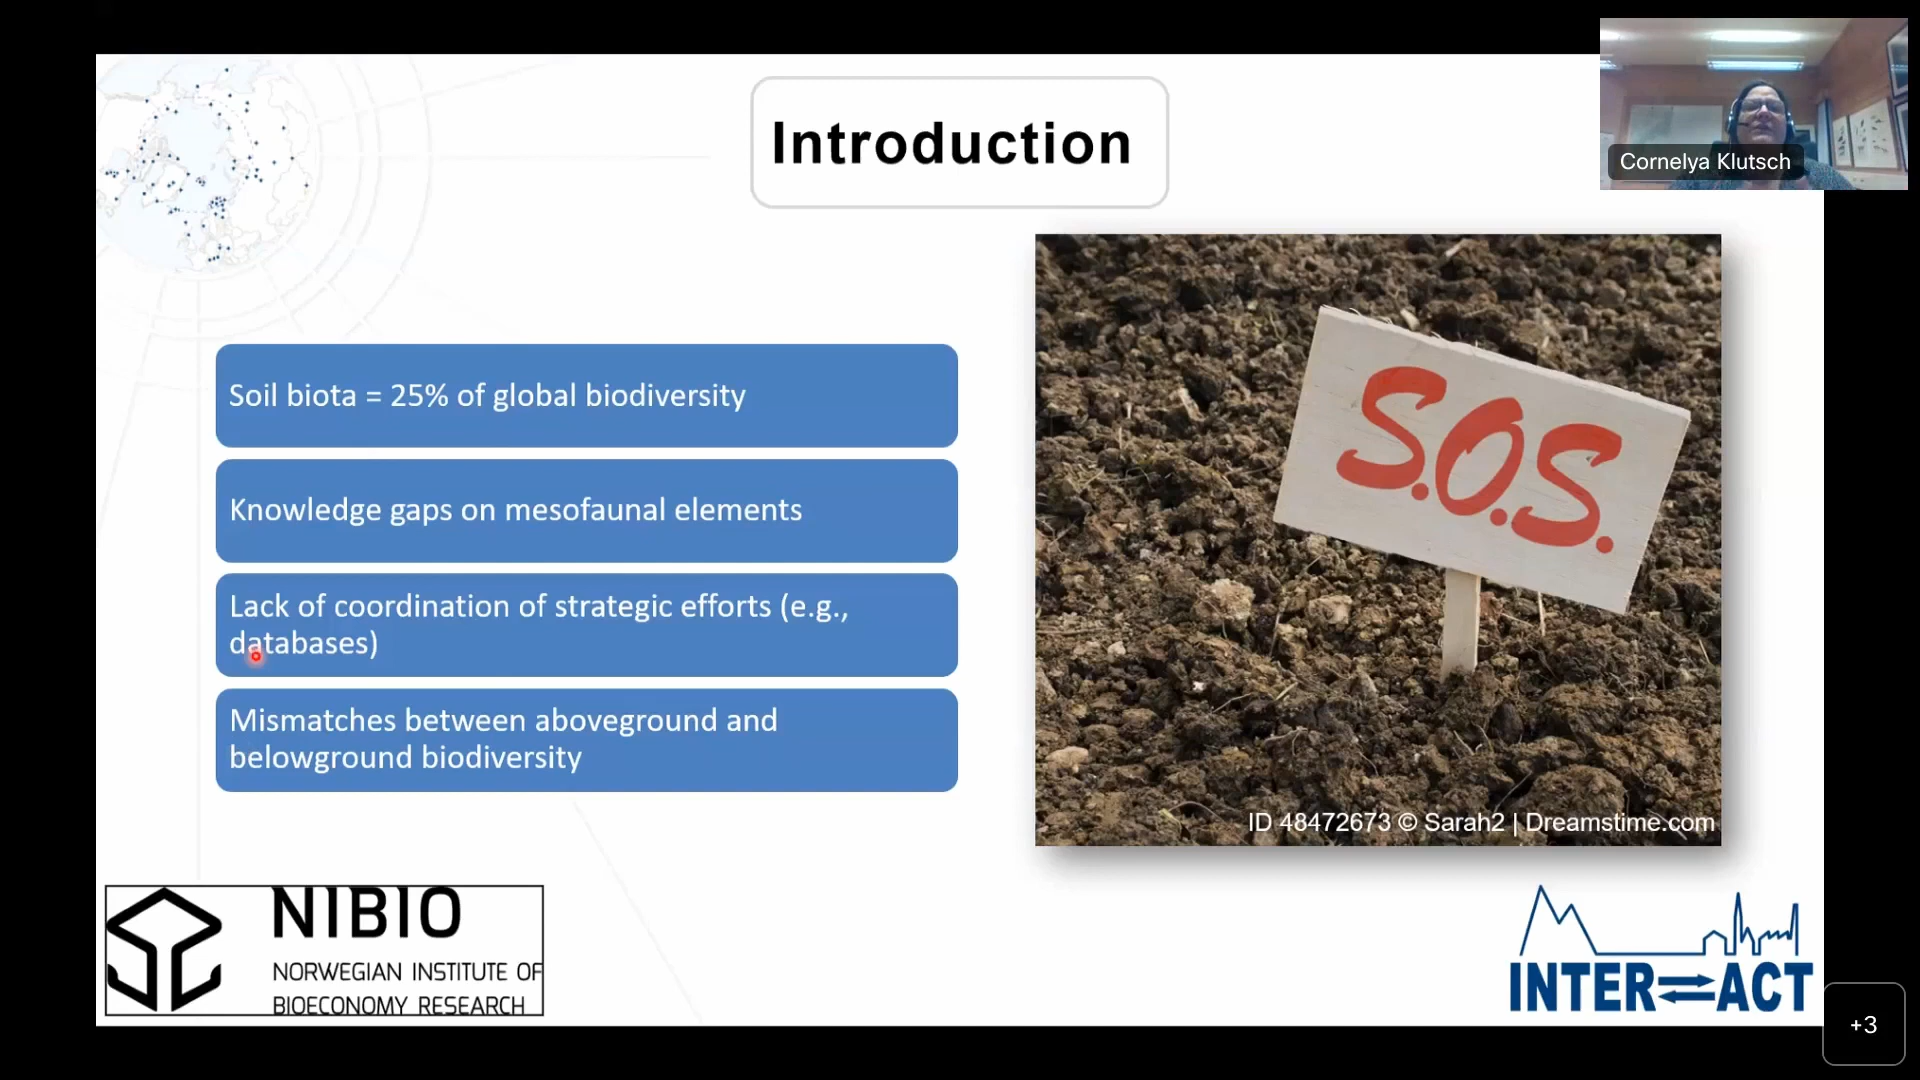 Introduction
Cornelya Klutsch
Soil biota = 25% of global biodiversity
Knowledge gaps on mesofaunal elements
Lack of coordination of strategic efforts (e.g.,
databases)
Mismatches between aboveground and
belowground biodiversity
S.O.S.
ID 48472673 © Sarah2 | Dreamstime.com
NIBIO
NORWEGIAN INSTITUTE OF
BIOECONOMY RESEARCH
INTERACT
+3